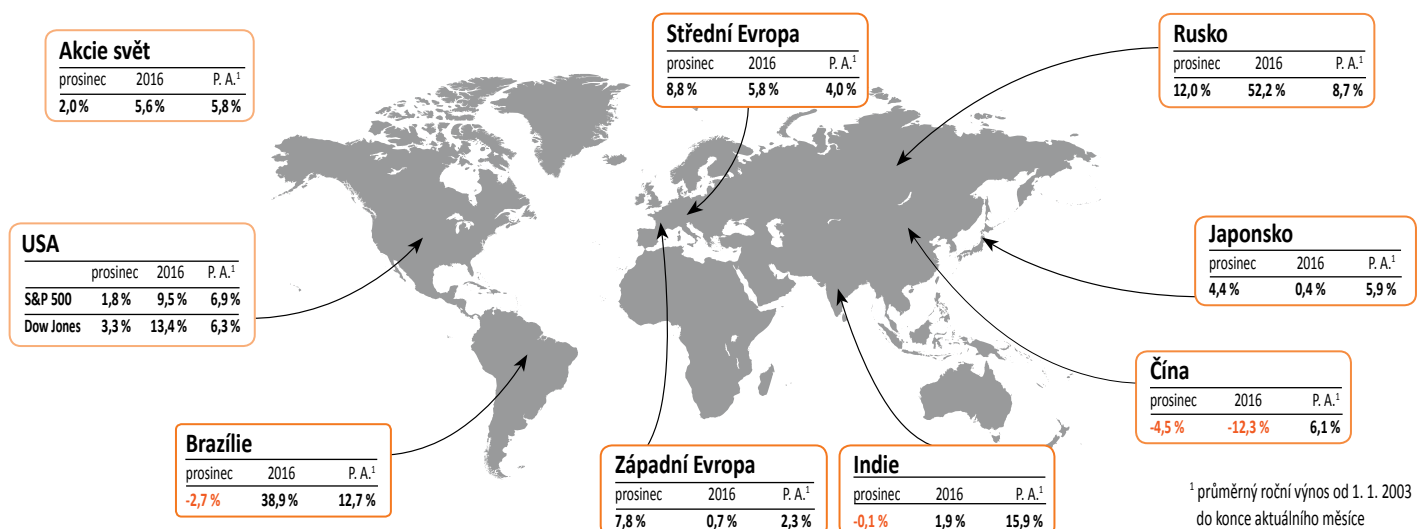 Akcie svět
prosinec 2016 P. A.¹
2,0 % 5,6 % 5,8 %
Střední Evropa
prosinec 2016 P. A.¹
8,8 % 5,8 % 4,0 %
Rusko
prosinec 2016 P. A.¹
12,0 % 52,2 % 8,7 %
USA
prosinec 2016 P. A.¹
S&P 500 1,8 % 9,5 % 6,9 %
Dow Jones 3,3 % 13,4 % 6,3 %
Japonsko
prosinec 2016 P. A.¹
4,4 % 0,4 % 5,9 %
Čína
prosinec 2016 P. A.¹
-4,5 % -12,3 % 6,1 %
Brazílie
prosinec 2016 P. A.¹
-2,7 % 38,9 % 12,7 %
Západní Evropa
prosinec 2016 P. A.¹
7,8 % 0,7 % 2,3 %
Indie
prosinec 2016 P. A.¹
-0,1 % 1,9 % 15,9 %
¹ průměrný roční výnos od 1. 1. 2003
do konce aktuálního měsíce